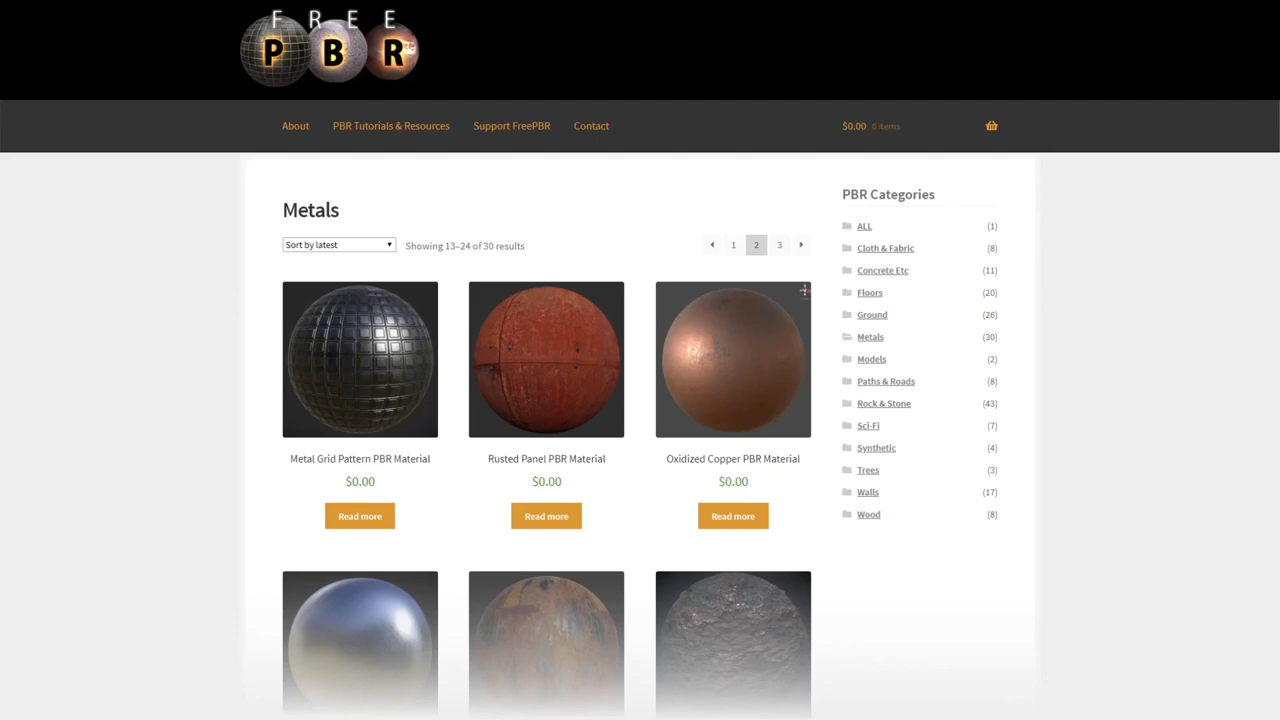 FREE
PBR
About PBR Tutorials & Resources Support FreePBR Contact $0.00 0 items
Metals
Sort by latest Showing 13–24 of 30 results 1 2 3
Metal Grid Pattern PBR Material
$0.00
Read more
Rusted Panel PBR Material
$0.00
Read more
Oxidized Copper PBR Material
$0.00
Read more
PBR Categories
ALL (1)
Cloth & Fabric (8)
Concrete Etc (11)
Floors (20)
Ground (26)
Metals (30)
Models (2)
Paths & Roads (8)
Rock & Stone (43)
Sci-Fi (7)
Synthetic (4)
Trees (3)
Walls (17)
Wood (8)